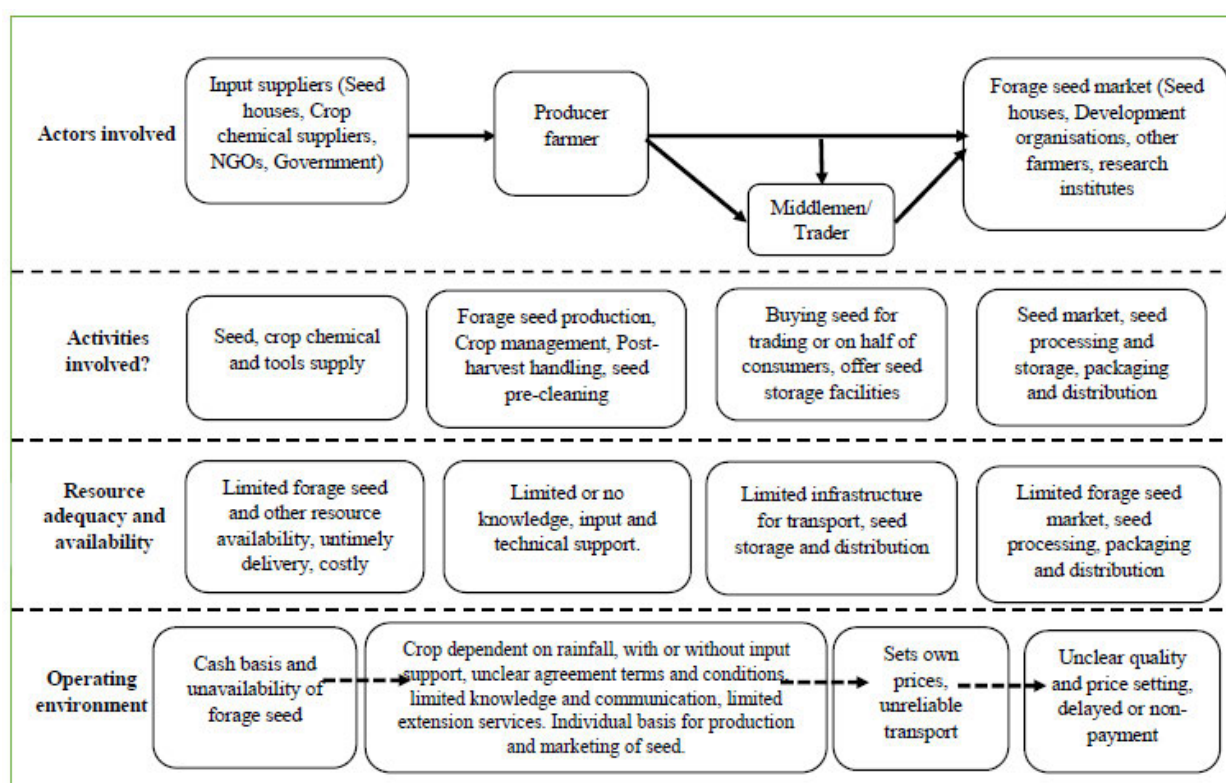 Actors involved
Input suppliers (Seed
houses, Crop
chemical suppliers,
NGOs, Government)
Producer
farmer
Middlemen/
Trader
Forage seed market (Seed
houses, Development
organisations, other
farmers, research
institutes
Activities
involved?
Seed, crop chemical
and tools supply
Forage seed production,
Crop management, Post-
harvest handling, seed
pre-cleaning
Buying seed for
trading or on half of
consumers, offer seed
storage facilities
Seed market, seed
processing and
storage, packaging
and distribution
Resource
adequacy and
availability
Limited forage seed
and other resource
availability, untimely
delivery, costly
Limited or no
knowledge, input and
technical support.
Limited infrastructure
for transport, seed
storage and distribution
Limited forage seed
market, seed
processing, packaging
and distribution
Operating
environment
Cash basis and
unavailability of
forage seed
Crop dependent on rainfall, with or without input
support, unclear agreement terms and conditions,
limited knowledge and communication, limited
extension services. Individual basis for production
and marketing of seed.
Sets own
prices,
unreliable
transport
Unclear quality
and price setting,
delayed or non-
payment